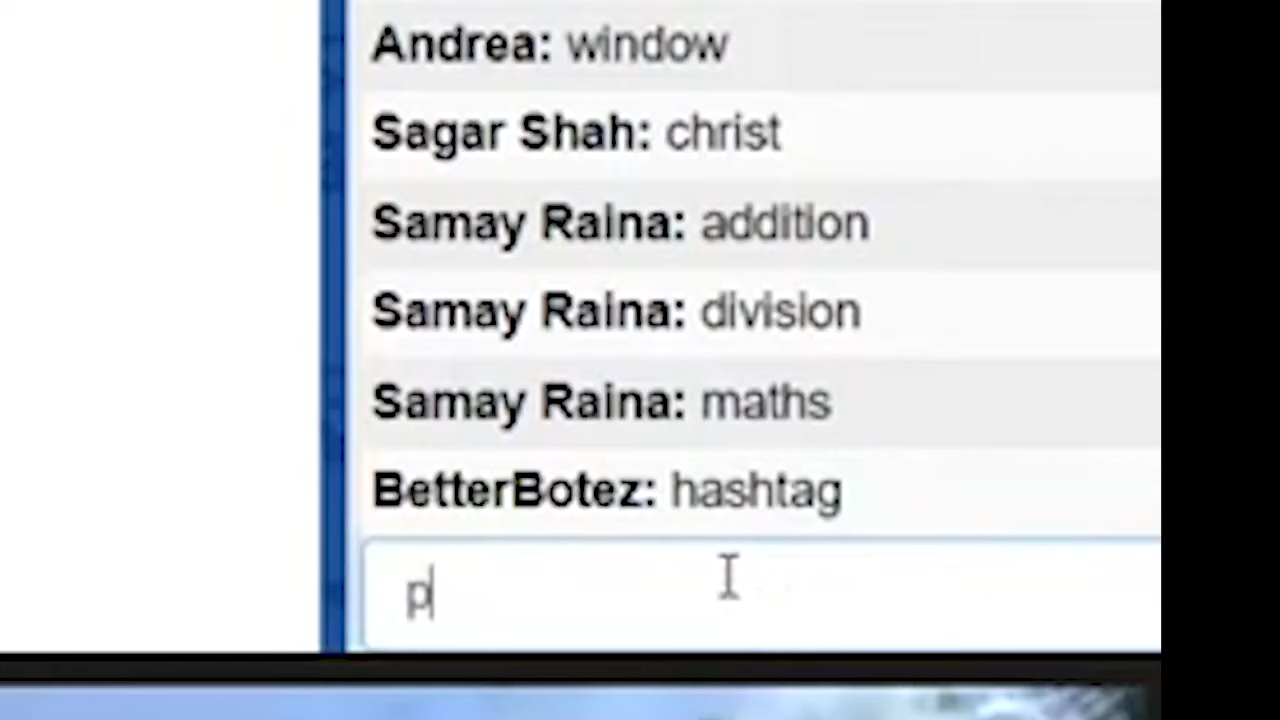 Andrea: window
Sagar Shah: christ
Samay Raina: addition
Samay Raina: division
Samay Raina: maths
BetterBotez: hashtag
p